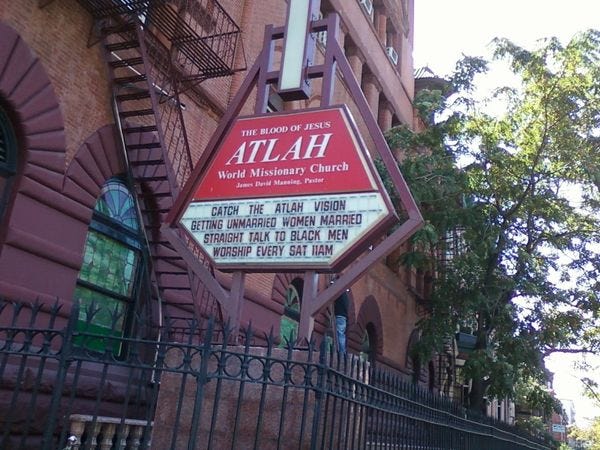 THE BLOOD OF JESUS
ATLAH
World Missionary Church
James David Manning, Pastor
CATCH THE ATLAH VISION
GETTING UNMARRIED WOMEN MARRIED
STRAIGHT TALK TO BLACK MEN
WORSHIP EVERY SAT 11AM